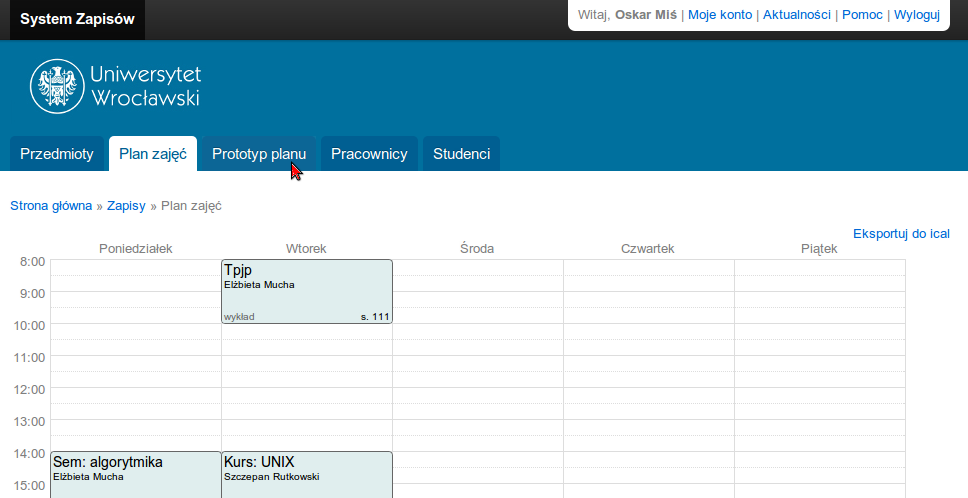 System Zapisów
Witaj, Oskar Miś | Moje konto | Aktualności | Pomoc | Wyloguj
Uniwersytet
Wrocławski
Przedmioty Plan zajęć Prototyp planu Pracownicy Studenci
Strona główna » Zapisy » Plan zajęć
Eksportuj do ical
Poniedziałek Wtorek Środa Czwartek Piątek
8:00
Tpjp
Elżbieta Mucha
9:00
wykład s. 111
10:00
11:00
12:00
13:00
14:00
Sem: algorytmika Kurs: UNIX
Elżbieta Mucha Szczepan Rutkowski
15:00